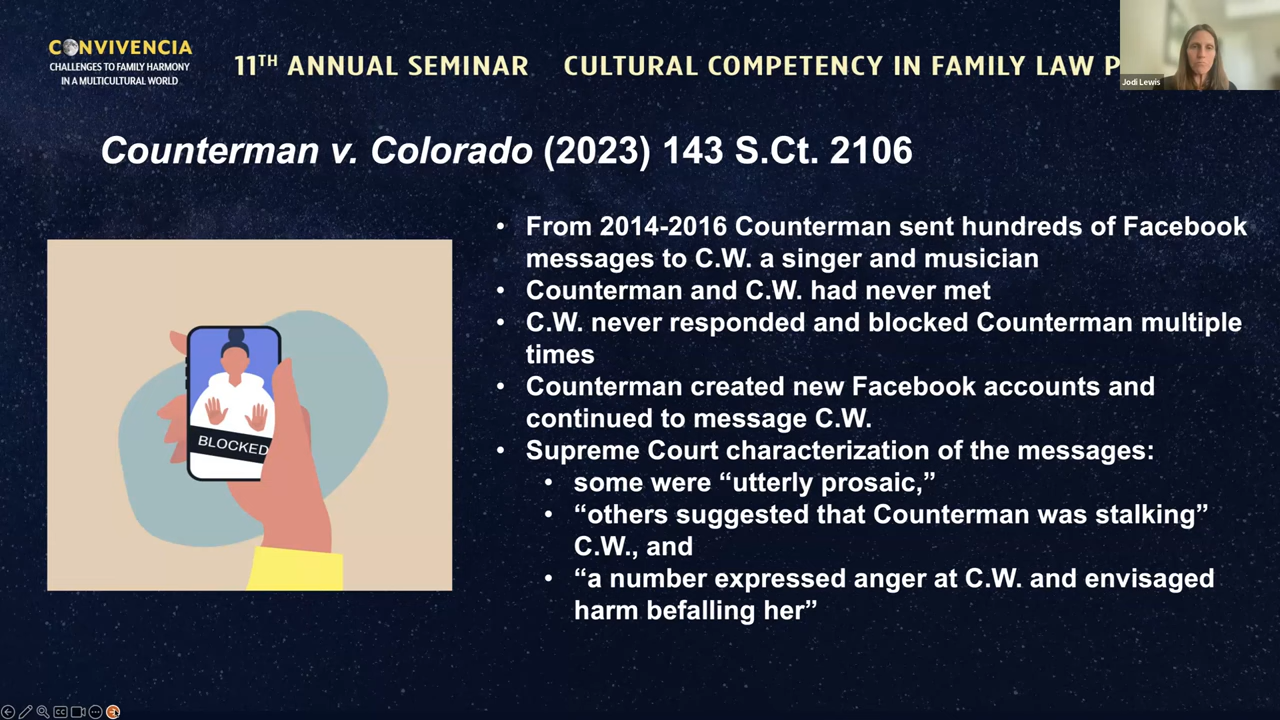 CONVIVENCIA
CHALLENGES TO FAMILY HARMONY
IN A MULTICULTURAL WORLD
11TH ANNUAL SEMINAR CULTURAL COMPETENCY IN FAMILY LAW P
Jodi Lewis
Counterman v. Colorado (2023) 143 S.Ct. 2106
• From 2014-2016 Counterman sent hundreds of Facebook
messages to C.W. a singer and musician
• Counterman and C.W. had never met
• C.W. never responded and blocked Counterman multiple
times
• Counterman created new Facebook accounts and
continued to message C.W.
• Supreme Court characterization of the messages:
• some were “utterly prosaic,”
• “others suggested that Counterman was stalking”
C.W., and
• “a number expressed anger at C.W. and envisaged
harm befalling her”
BLOCKED
CC